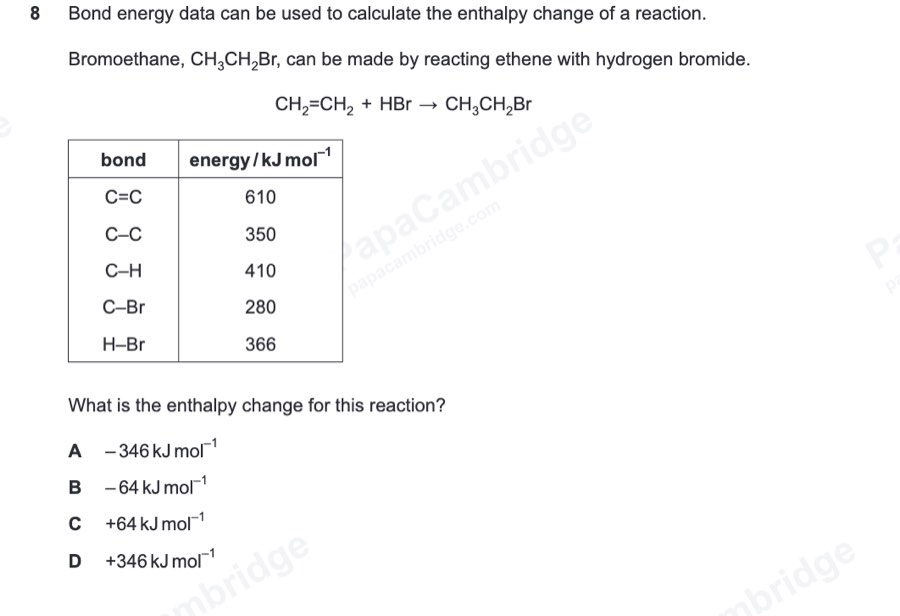 8 Bond energy data can be used to calculate the enthalpy change of a reaction.
Bromoethane, CH₃CH₂Br, can be made by reacting ethene with hydrogen bromide.
CH₂=CH₂ + HBr → CH₃CH₂Br
bond energy / kJ mol⁻¹
C=C 610
C–C 350
C–H 410
C–Br 280
H–Br 366
What is the enthalpy change for this reaction?
A –346 kJ mol⁻¹
B –64 kJ mol⁻¹
C +64 kJ mol⁻¹
D +346 kJ mol⁻¹
PapaCambridge
papacambridge.com
Pa
mbridge
mbridge